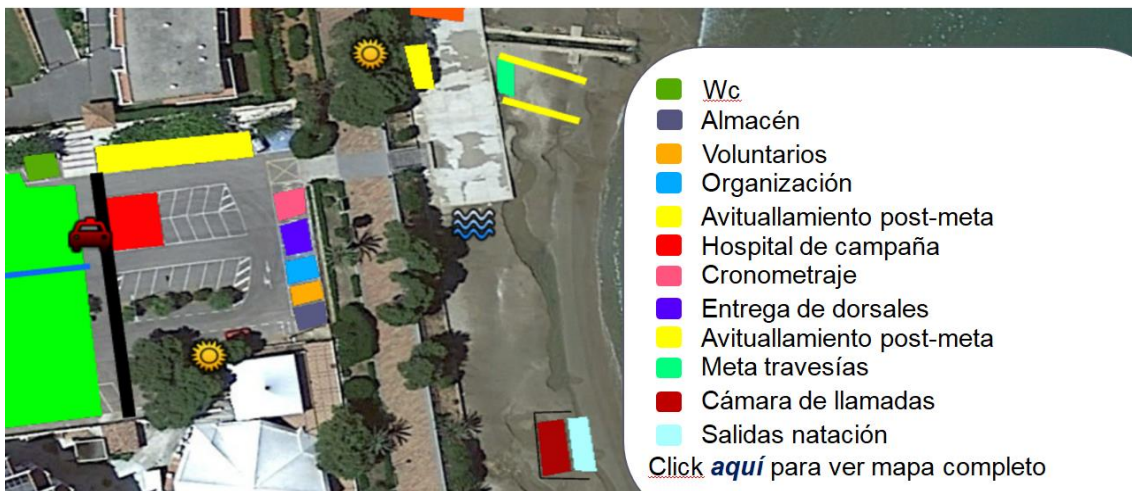 Wc
Almacén
Voluntarios
Organización
Avituallamiento post-meta
Hospital de campaña
Cronometraje
Entrega de dorsales
Avituallamiento post-meta
Meta travesías
Cámara de llamadas
Salidas natación
Click aquí para ver mapa completo